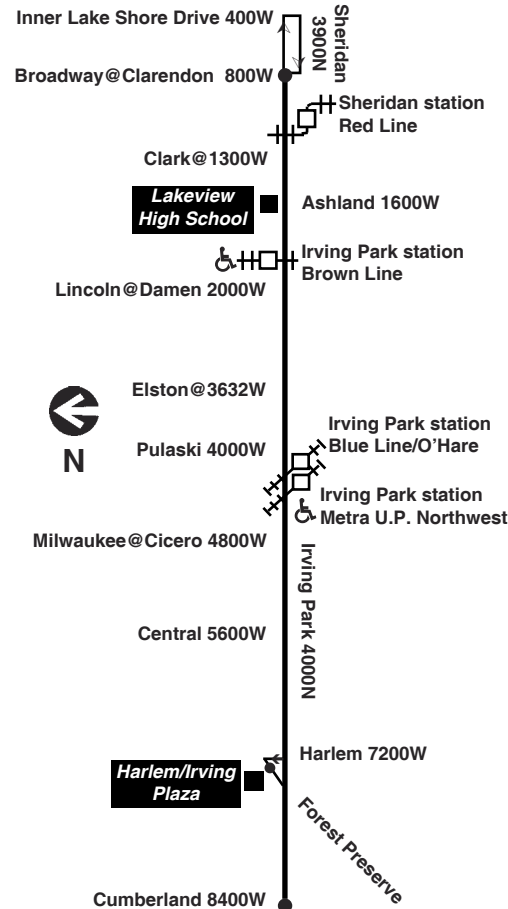 Inner Lake Shore Drive 400W
Sheridan
3900N
Broadway@Clarendon 800W
Sheridan station
Red Line
Clark@1300W
Lakeview
High School
Ashland 1600W
Irving Park station
Brown Line
Lincoln@Damen 2000W
Elston@3632W
N
Irving Park station
Blue Line/O'Hare
Pulaski 4000W
Irving Park station
Metra U.P. Northwest
Milwaukee@Cicero 4800W
Irving Park 4000N
Central 5600W
Harlem 7200W
Harlem/Irving
Plaza
Forest Preserve
Cumberland 8400W